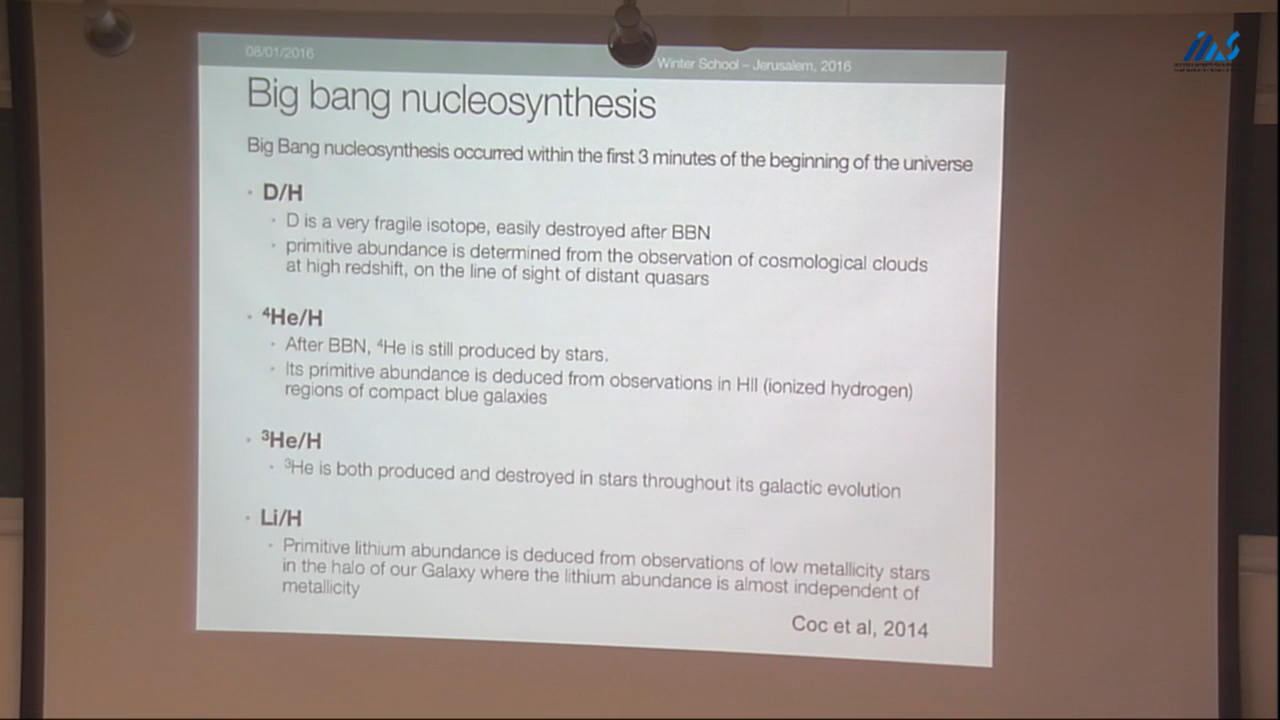 08/01/2016
Winter School – Jerusalem, 2016
Big bang nucleosynthesis
Big Bang nucleosynthesis occurred within the first 3 minutes of the beginning of the universe
• D/H
• D is a very fragile isotope, easily destroyed after BBN
• primitive abundance is determined from the observation of cosmological clouds
at high redshift, on the line of sight of distant quasars
• ⁴He/H
• After BBN, ⁴He is still produced by stars.
• Its primitive abundance is deduced from observations in HII (ionized hydrogen)
regions of compact blue galaxies
• ³He/H
• ³He is both produced and destroyed in stars throughout its galactic evolution
• Li/H
• Primitive lithium abundance is deduced from observations of low metallicity stars
in the halo of our Galaxy where the lithium abundance is almost independent of
metallicity
Coc et al, 2014